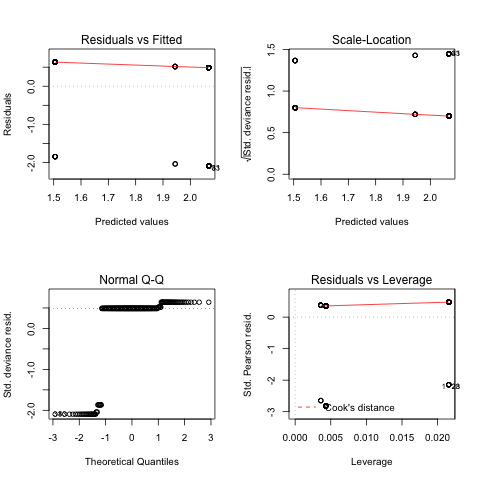 Residuals vs Fitted
Residuals
0.0
-1.0
-2.0
1.5 1.6 1.7 1.8 1.9 2.0
Predicted values
Scale-Location
√|Std. deviance resid.|
1.5
1.0
0.5
0.0
1.5 1.6 1.7 1.8 1.9 2.0
Predicted values
Normal Q-Q
Std. deviance resid.
0.0
-1.0
-2.0
-3 -2 -1 0 1 2 3
Theoretical Quantiles
Residuals vs Leverage
Std. Pearson resid.
0
-1
-2
-3
Cook's distance
0.000 0.005 0.010 0.015 0.020
Leverage